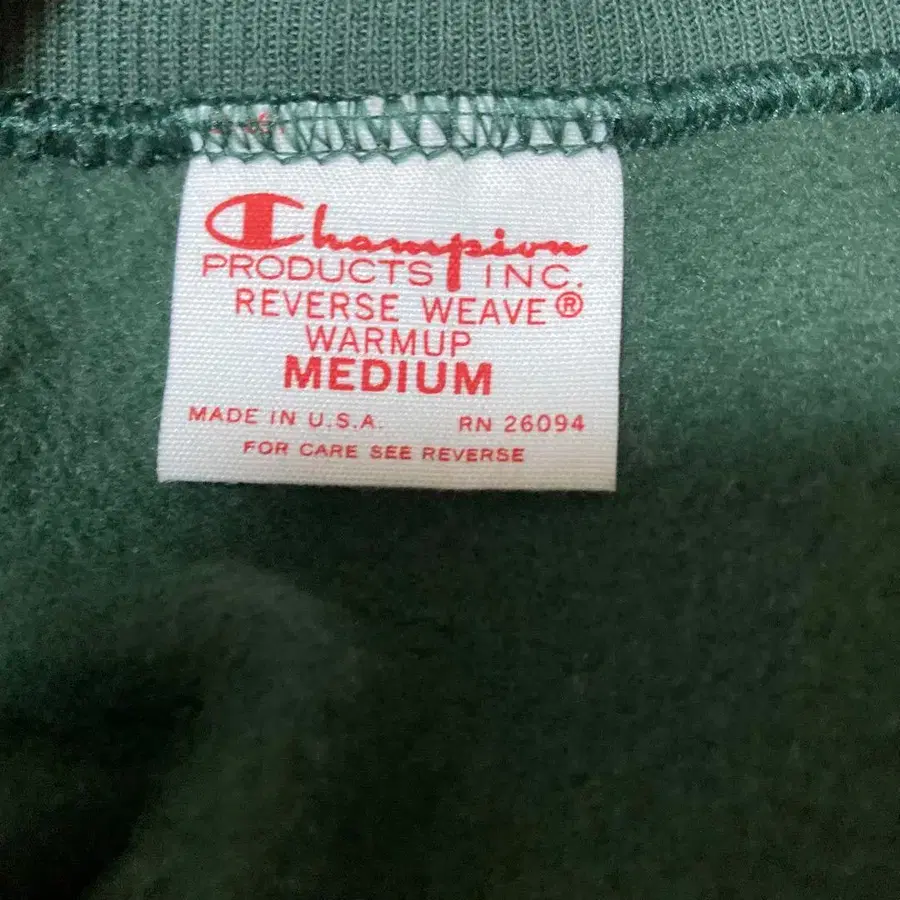 Champion
PRODUCTS INC.
REVERSE WEAVE®
WARMUP
MEDIUM
MADE IN U.S.A. RN 26094
FOR CARE SEE REVERSE